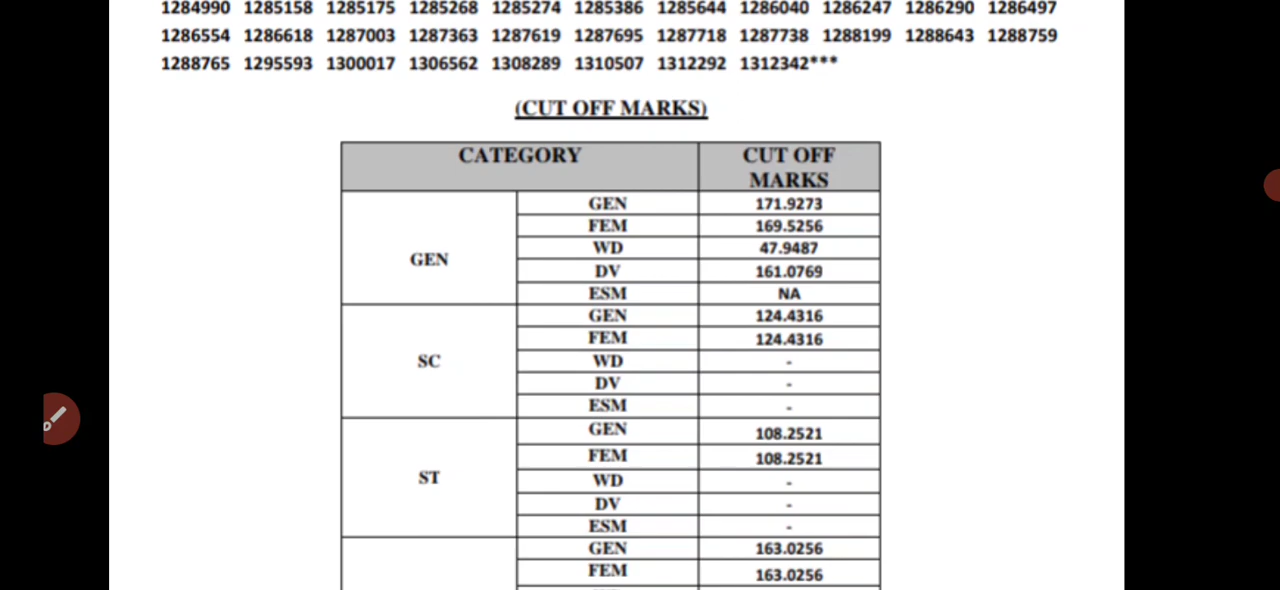 1284990 1285158 1285175 1285268 1285274 1285386 1285644 1286040 1286247 1286290 1286497
1286554 1286618 1287003 1287363 1287619 1287695 1287718 1287738 1288199 1288643 1288759
1288765 1295593 1300017 1306562 1308289 1310507 1312292 1312342***
(CUT OFF MARKS)
CATEGORY CUT OFF MARKS
GEN GEN 171.9273
FEM 169.5256
WD 47.9487
DV 161.0769
ESM NA
SC GEN 124.4316
FEM 124.4316
WD -
DV -
ESM -
ST GEN 108.2521
FEM 108.2521
WD -
DV -
ESM -
GEN 163.0256
FEM 163.0256